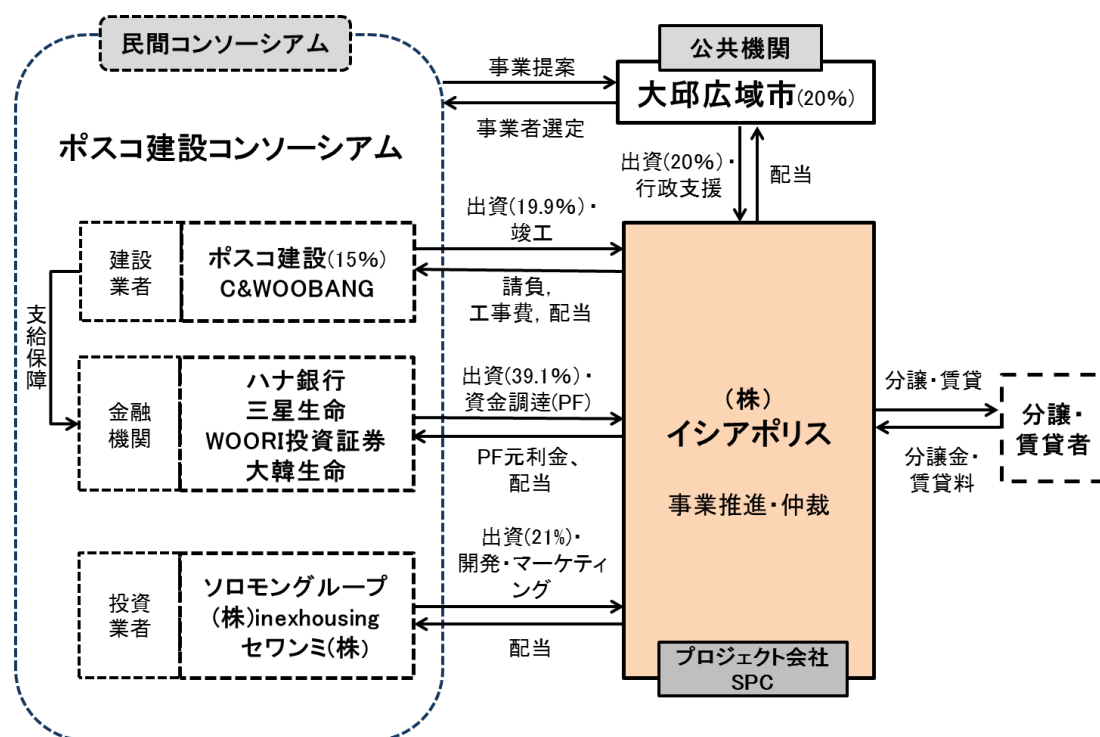 民間コンソーシアム
公共機関
大邱広域市(20%)
事業提案
事業者選定
ポスコ建設コンソーシアム
出資(20%)・
行政支援
配当
建設
業者
ポスコ建設(15%)
C&WOOBANG
出資(19.9%)・
竣工
請負,
工事費, 配当
支給保障
金融
機関
ハナ銀行
三星生命
WOORI投資証券
大韓生命
出資(39.1%)・
資金調達(PF)
PF元利金、
配当
(株)
イシアポリス
事業推進・仲裁
分譲・賃貸
分譲金・
賃貸料
分譲・
賃貸者
投資
業者
ソロモングループ
(株)inexhousing
セワンミ(株)
出資(21%)・
開発・マーケティ
ング
配当
プロジェクト会社
SPC